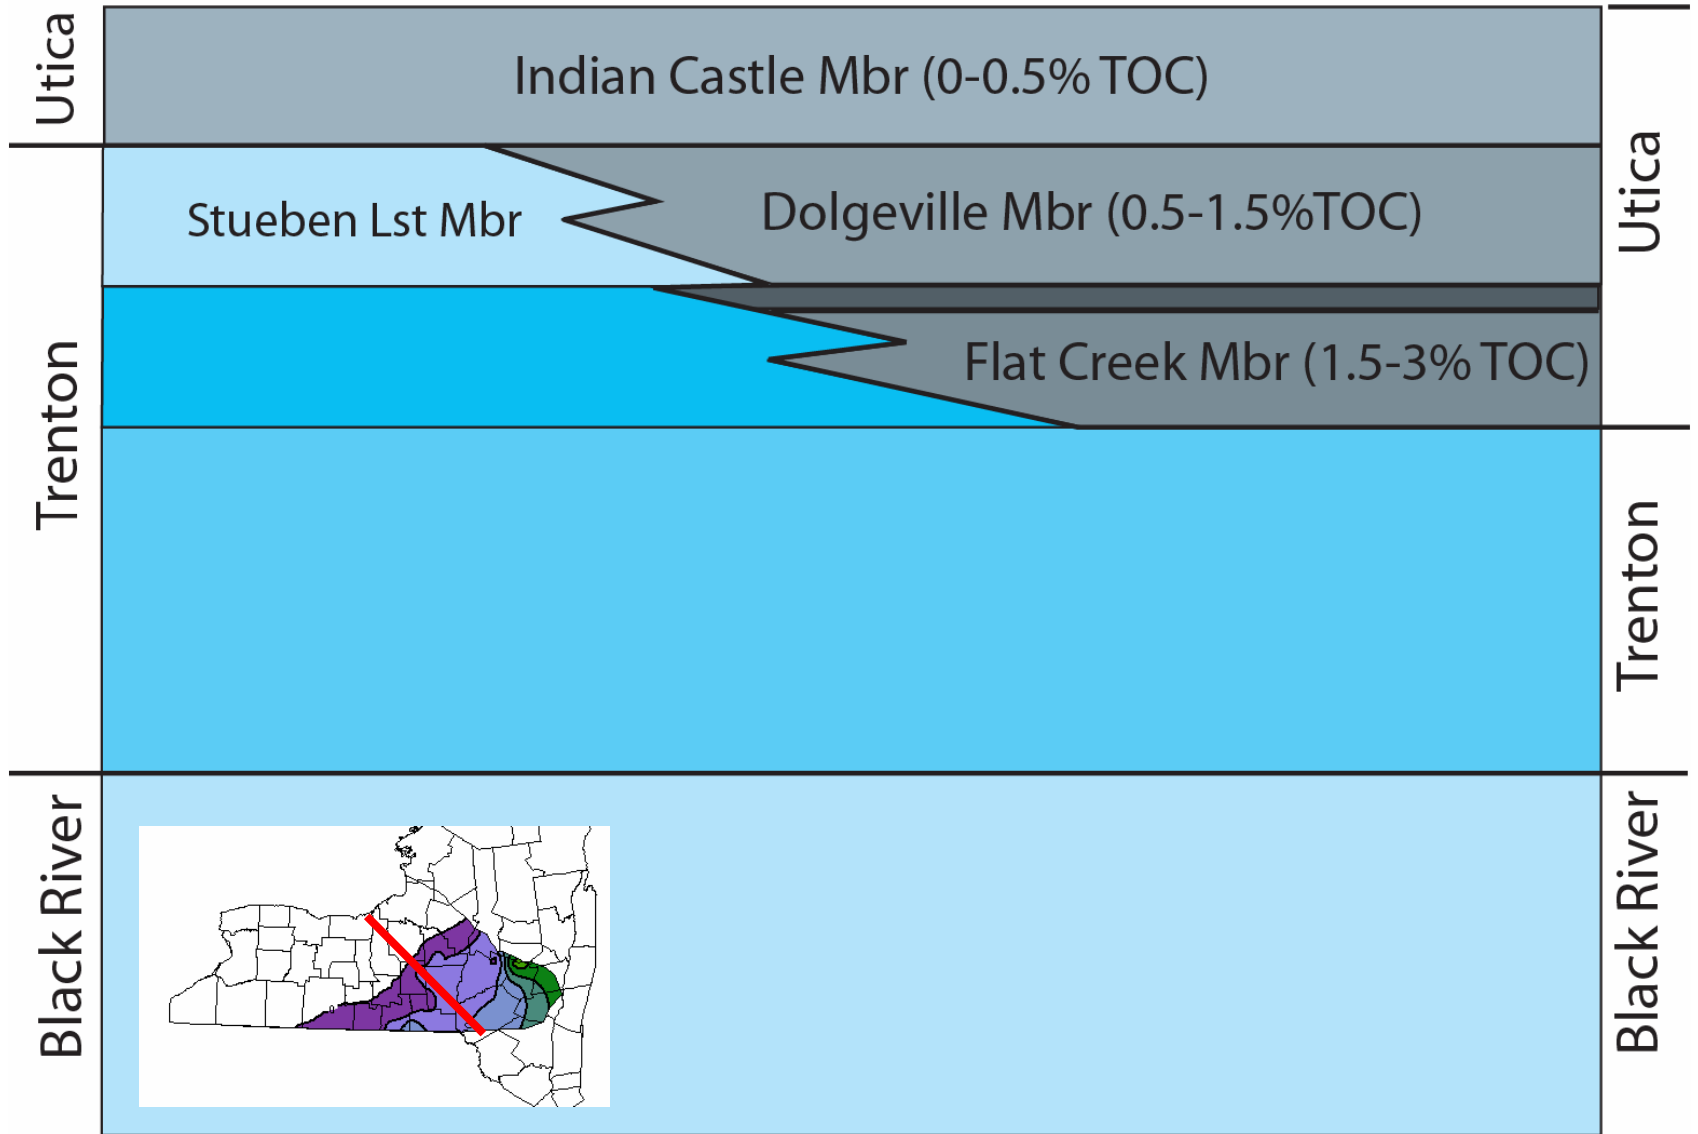 Utica
Indian Castle Mbr (0-0.5% TOC)
Utica
Stueben Lst Mbr
Dolgeville Mbr (0.5-1.5%TOC)
Trenton
Flat Creek Mbr (1.5-3% TOC)
Trenton
Black River
Black River